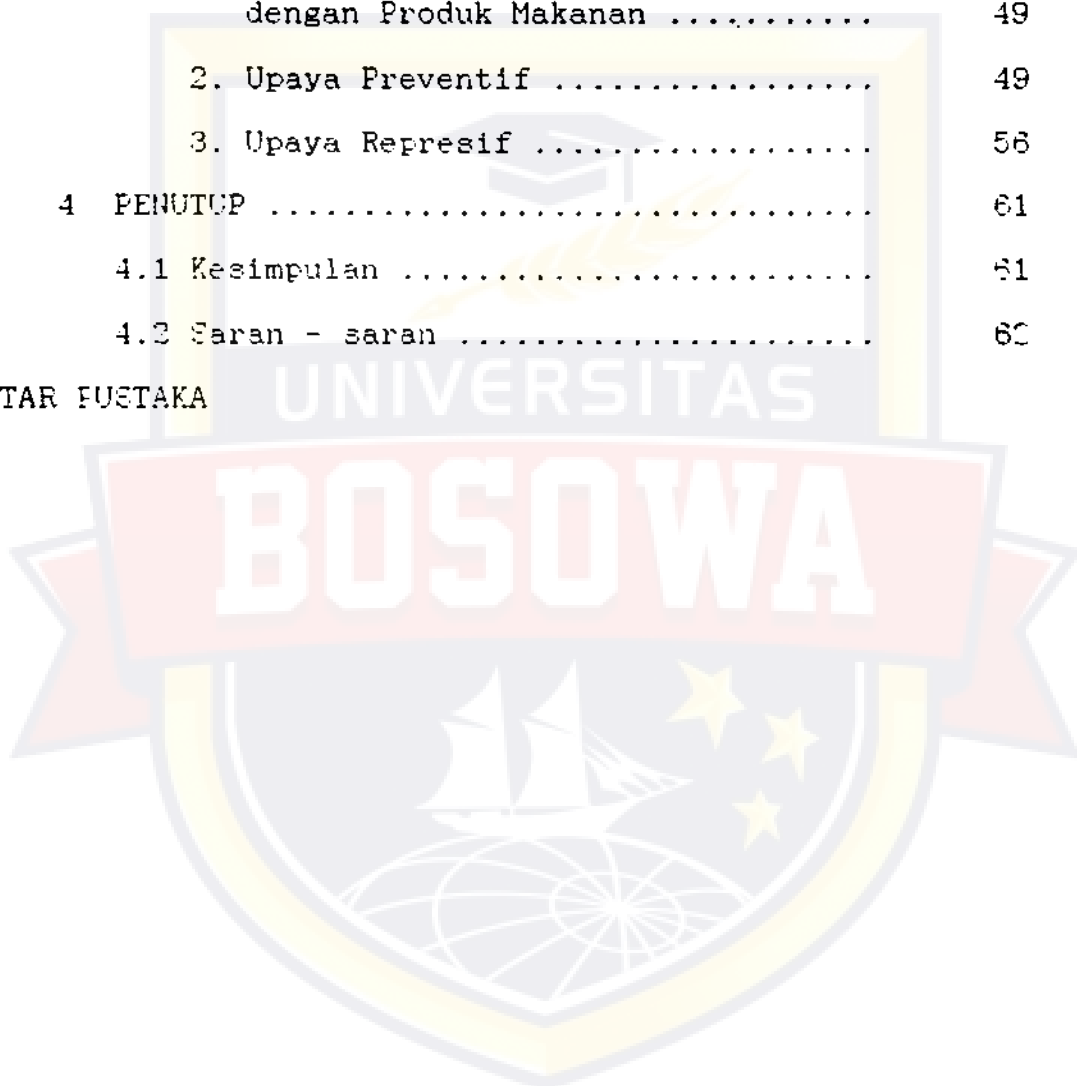 dengan Produk Makanan ........... 49
2. Upaya Preventif ................. 49
3. Upaya Represif .................. 56
4 PENUTUP ................................ 61
4.1 Kesimpulan ......................... 61
4.2 Saran - saran ......................
TAR PUSTAKA
UNIVERSITAS
BOSOWA